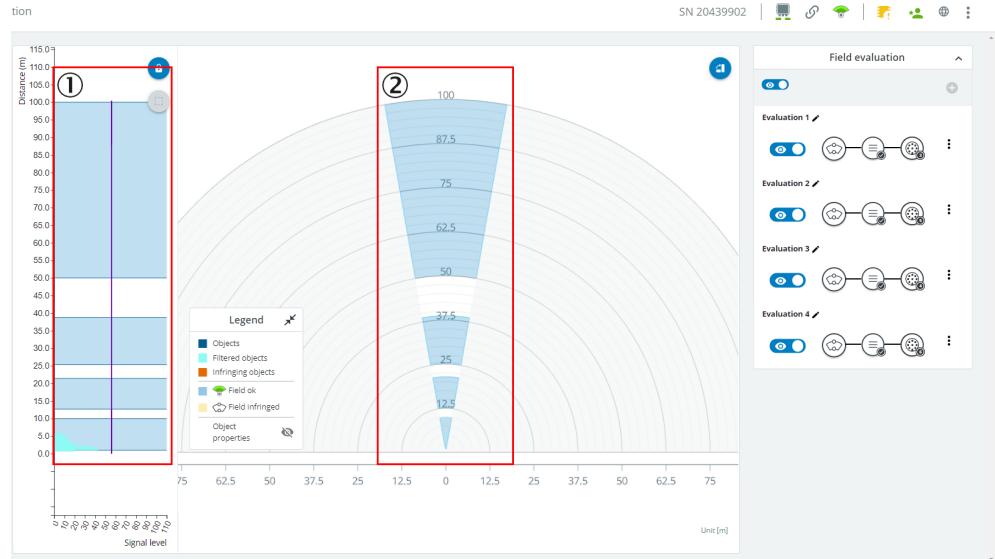 tion
SN 20439902
Distance (m)
115.0
110.0
105.0
100.0
95.0
90.0
85.0
80.0
75.0
70.0
65.0
60.0
55.0
50.0
45.0
40.0
35.0
30.0
25.0
20.0
15.0
10.0
5.0
0.0
0 10 20 30 40 50 60 70 80 90 100 110
Signal level
①
②
100
87.5
75
62.5
50
37.5
25
12.5
75 62.5 50 37.5 25 12.5 0 12.5 25 37.5 50 62.5 75
Unit [m]
Legend
Objects
Filtered objects
Infringing objects
Field ok
Field infringed
Object
properties
Field evaluation
Evaluation 1
Evaluation 2
Evaluation 3
Evaluation 4